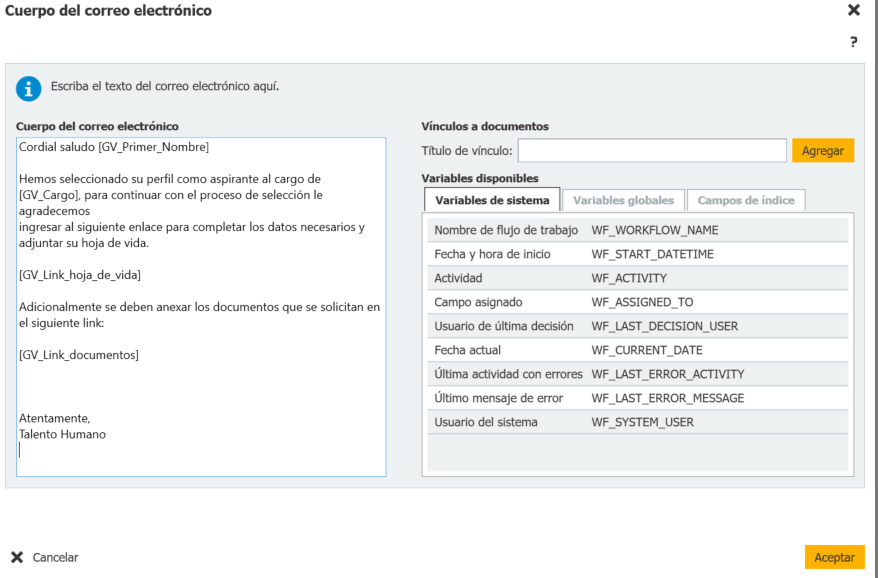 Cuerpo del correo electrónico
?
Escriba el texto del correo electrónico aquí.
Cuerpo del correo electrónico
Cordial saludo [GV_Primer_Nombre]
Hemos seleccionado su perfil como aspirante al cargo de
[GV_Cargo], para continuar con el proceso de selección le
agradecemos
ingresar al siguiente enlace para completar los datos necesarios y
adjuntar su hoja de vida.
[GV_Link_hoja_de_vida]
Adicionalmente se deben anexar los documentos que se solicitan en
el siguiente link:
[GV_Link_documentos]
Atentamente,
Talento Humano
Vínculos a documentos
Título de vínculo: Agregar
Variables disponibles
Variables de sistema Variables globales Campos de índice
Nombre de flujo de trabajo WF_WORKFLOW_NAME
Fecha y hora de inicio WF_START_DATETIME
Actividad WF_ACTIVITY
Campo asignado WF_ASSIGNED_TO
Usuario de última decisión WF_LAST_DECISION_USER
Fecha actual WF_CURRENT_DATE
Última actividad con errores WF_LAST_ERROR_ACTIVITY
Último mensaje de error WF_LAST_ERROR_MESSAGE
Usuario del sistema WF_SYSTEM_USER
Cancelar
Aceptar